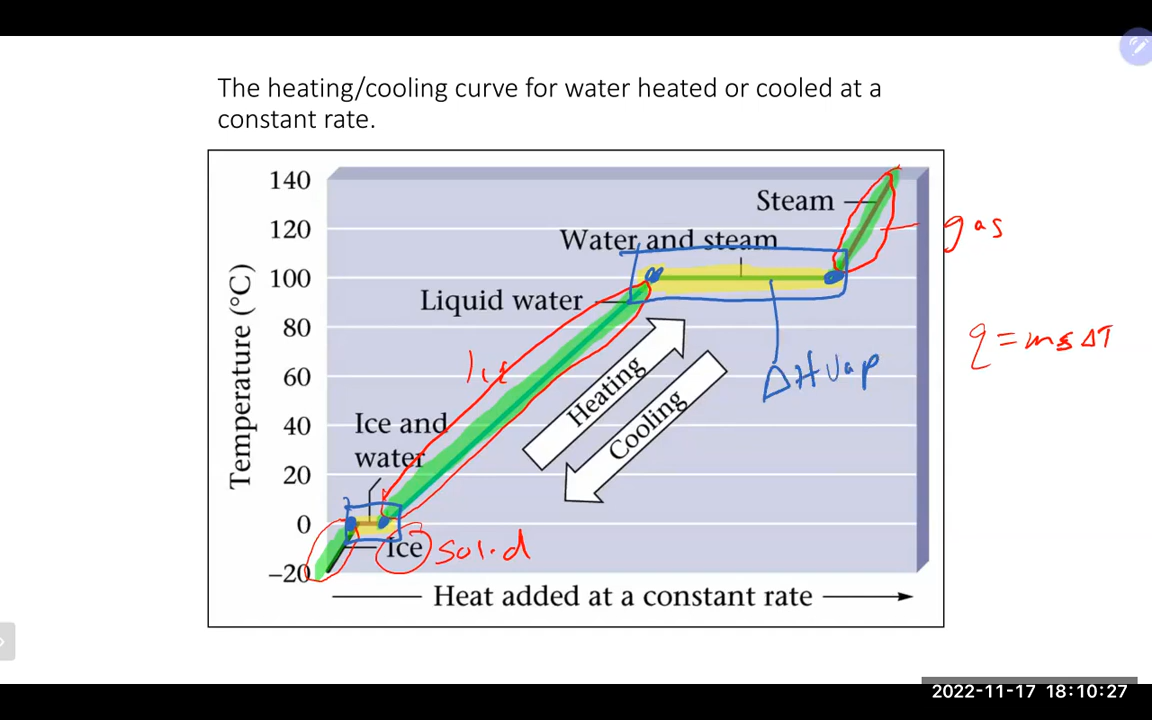 The heating/cooling curve for water heated or cooled at a
constant rate.
140
Steam
120
gas
Water and steam
100
Liquid water
80
q = ms ΔT
60
ΔHvap
Heating
Cooling
40
Ice and
water
20
0
Ice solid
–20
Temperature (°C)
Heat added at a constant rate
2022-11-17 18:10:27